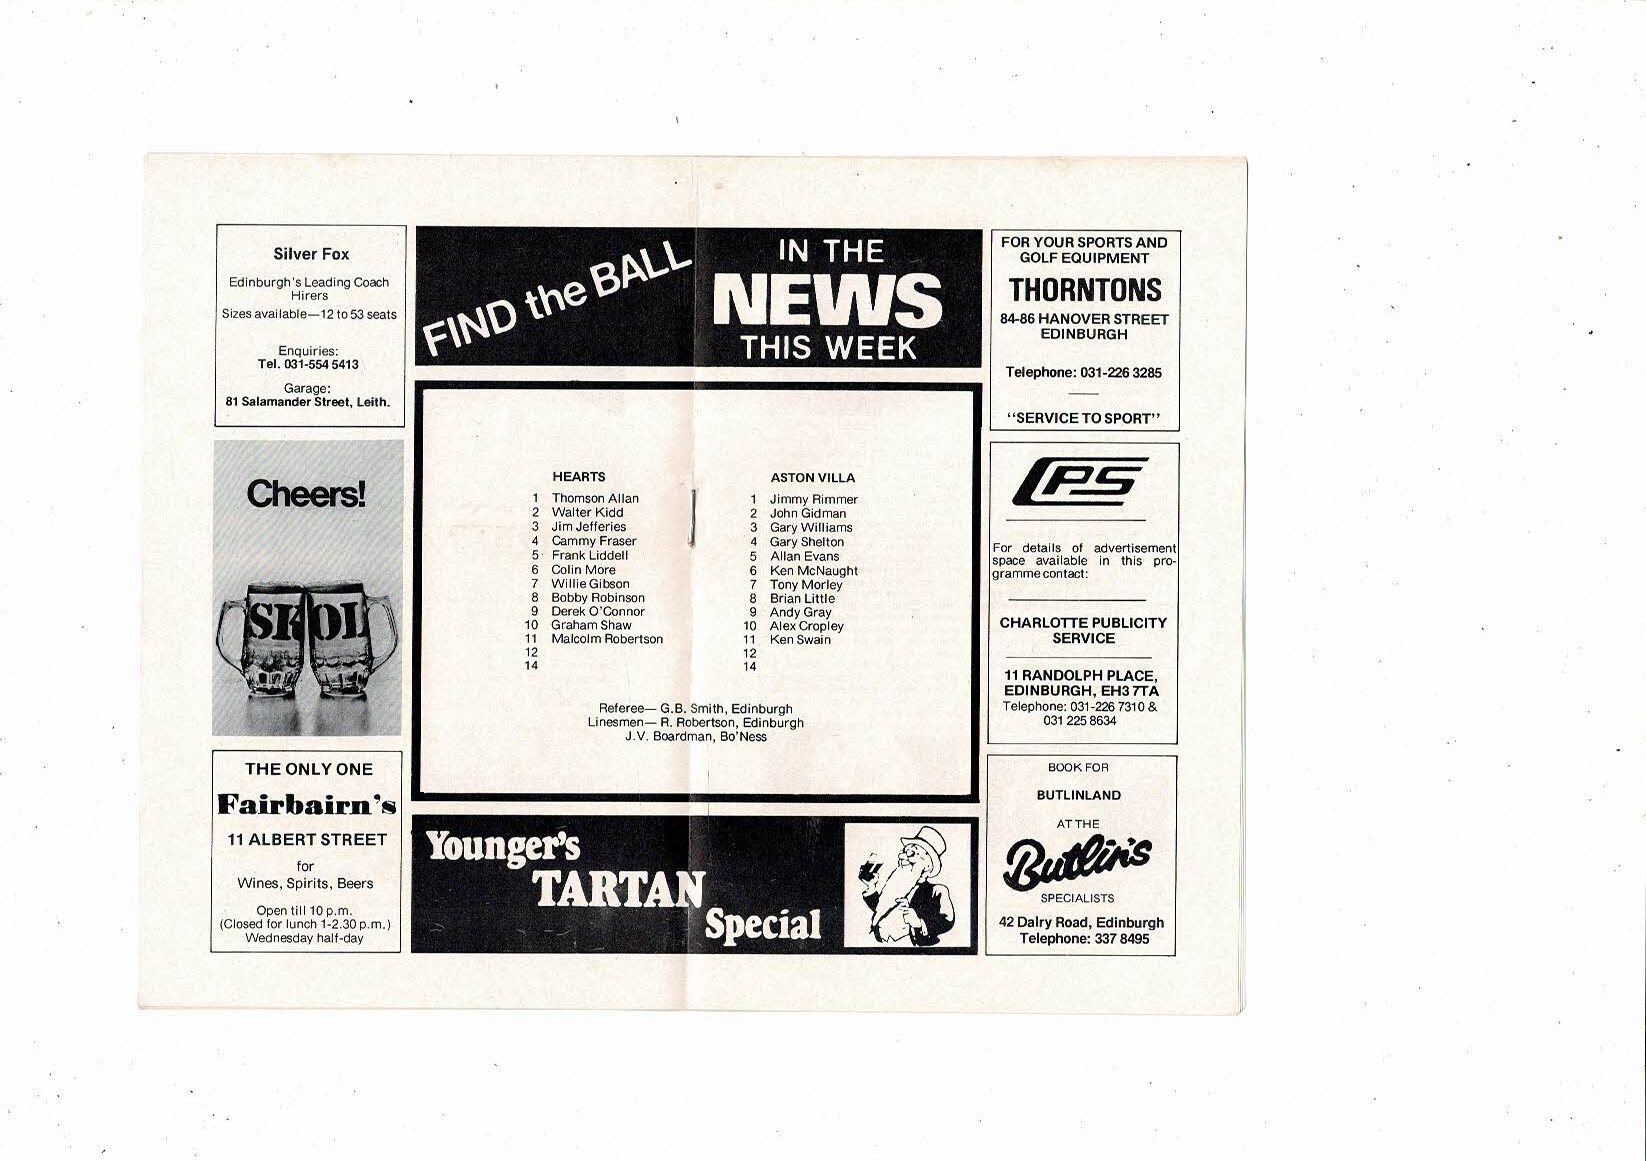 Silver Fox
Edinburgh's Leading Coach
Hirers
Sizes available—12 to 53 seats
Enquiries:
Tel. 031-554 5413
Garage:
81 Salamander Street, Leith.
Cheers!
SKOL
THE ONLY ONE
Fairbairn's
11 ALBERT STREET
for
Wines, Spirits, Beers
Open till 10 p.m.
(Closed for lunch 1-2.30 p.m.)
Wednesday half-day
FIND the BALL
IN THE
NEWS
THIS WEEK
HEARTS
1 Thomson Allan
2 Walter Kidd
3 Jim Jefferies
4 Cammy Fraser
5 Frank Liddell
6 Colin More
7 Willie Gibson
8 Bobby Robinson
9 Derek O'Connor
10 Graham Shaw
11 Malcolm Robertson
12
14
ASTON VILLA
1 Jimmy Rimmer
2 John Gidman
3 Gary Williams
4 Gary Shelton
5 Allan Evans
6 Ken McNaught
7 Tony Morley
8 Brian Little
9 Andy Gray
10 Alex Cropley
11 Ken Swain
12
14
Referee— G.B. Smith, Edinburgh
Linesmen— R. Robertson, Edinburgh
J.V. Boardman, Bo'Ness
Younger's
TARTAN
Special
FOR YOUR SPORTS AND
GOLF EQUIPMENT
THORNTONS
84-86 HANOVER STREET
EDINBURGH
Telephone: 031-226 3285
"SERVICE TO SPORT"
CPS
For details of advertisement
space available in this pro-
gramme contact:
CHARLOTTE PUBLICITY
SERVICE
11 RANDOLPH PLACE,
EDINBURGH, EH3 7TA
Telephone: 031-226 7310 &
031 225 8634
BOOK FOR
BUTLINLAND
AT THE
Butlin's
SPECIALISTS
42 Dalry Road, Edinburgh
Telephone: 337 8495